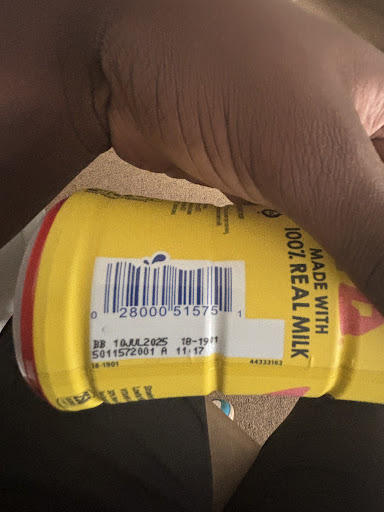 MADE WITH
100% REAL MILK
0 28000 51575 1
BB 10JUL2025 18-1901
5011572001 A 11:17
18-1901
44333163